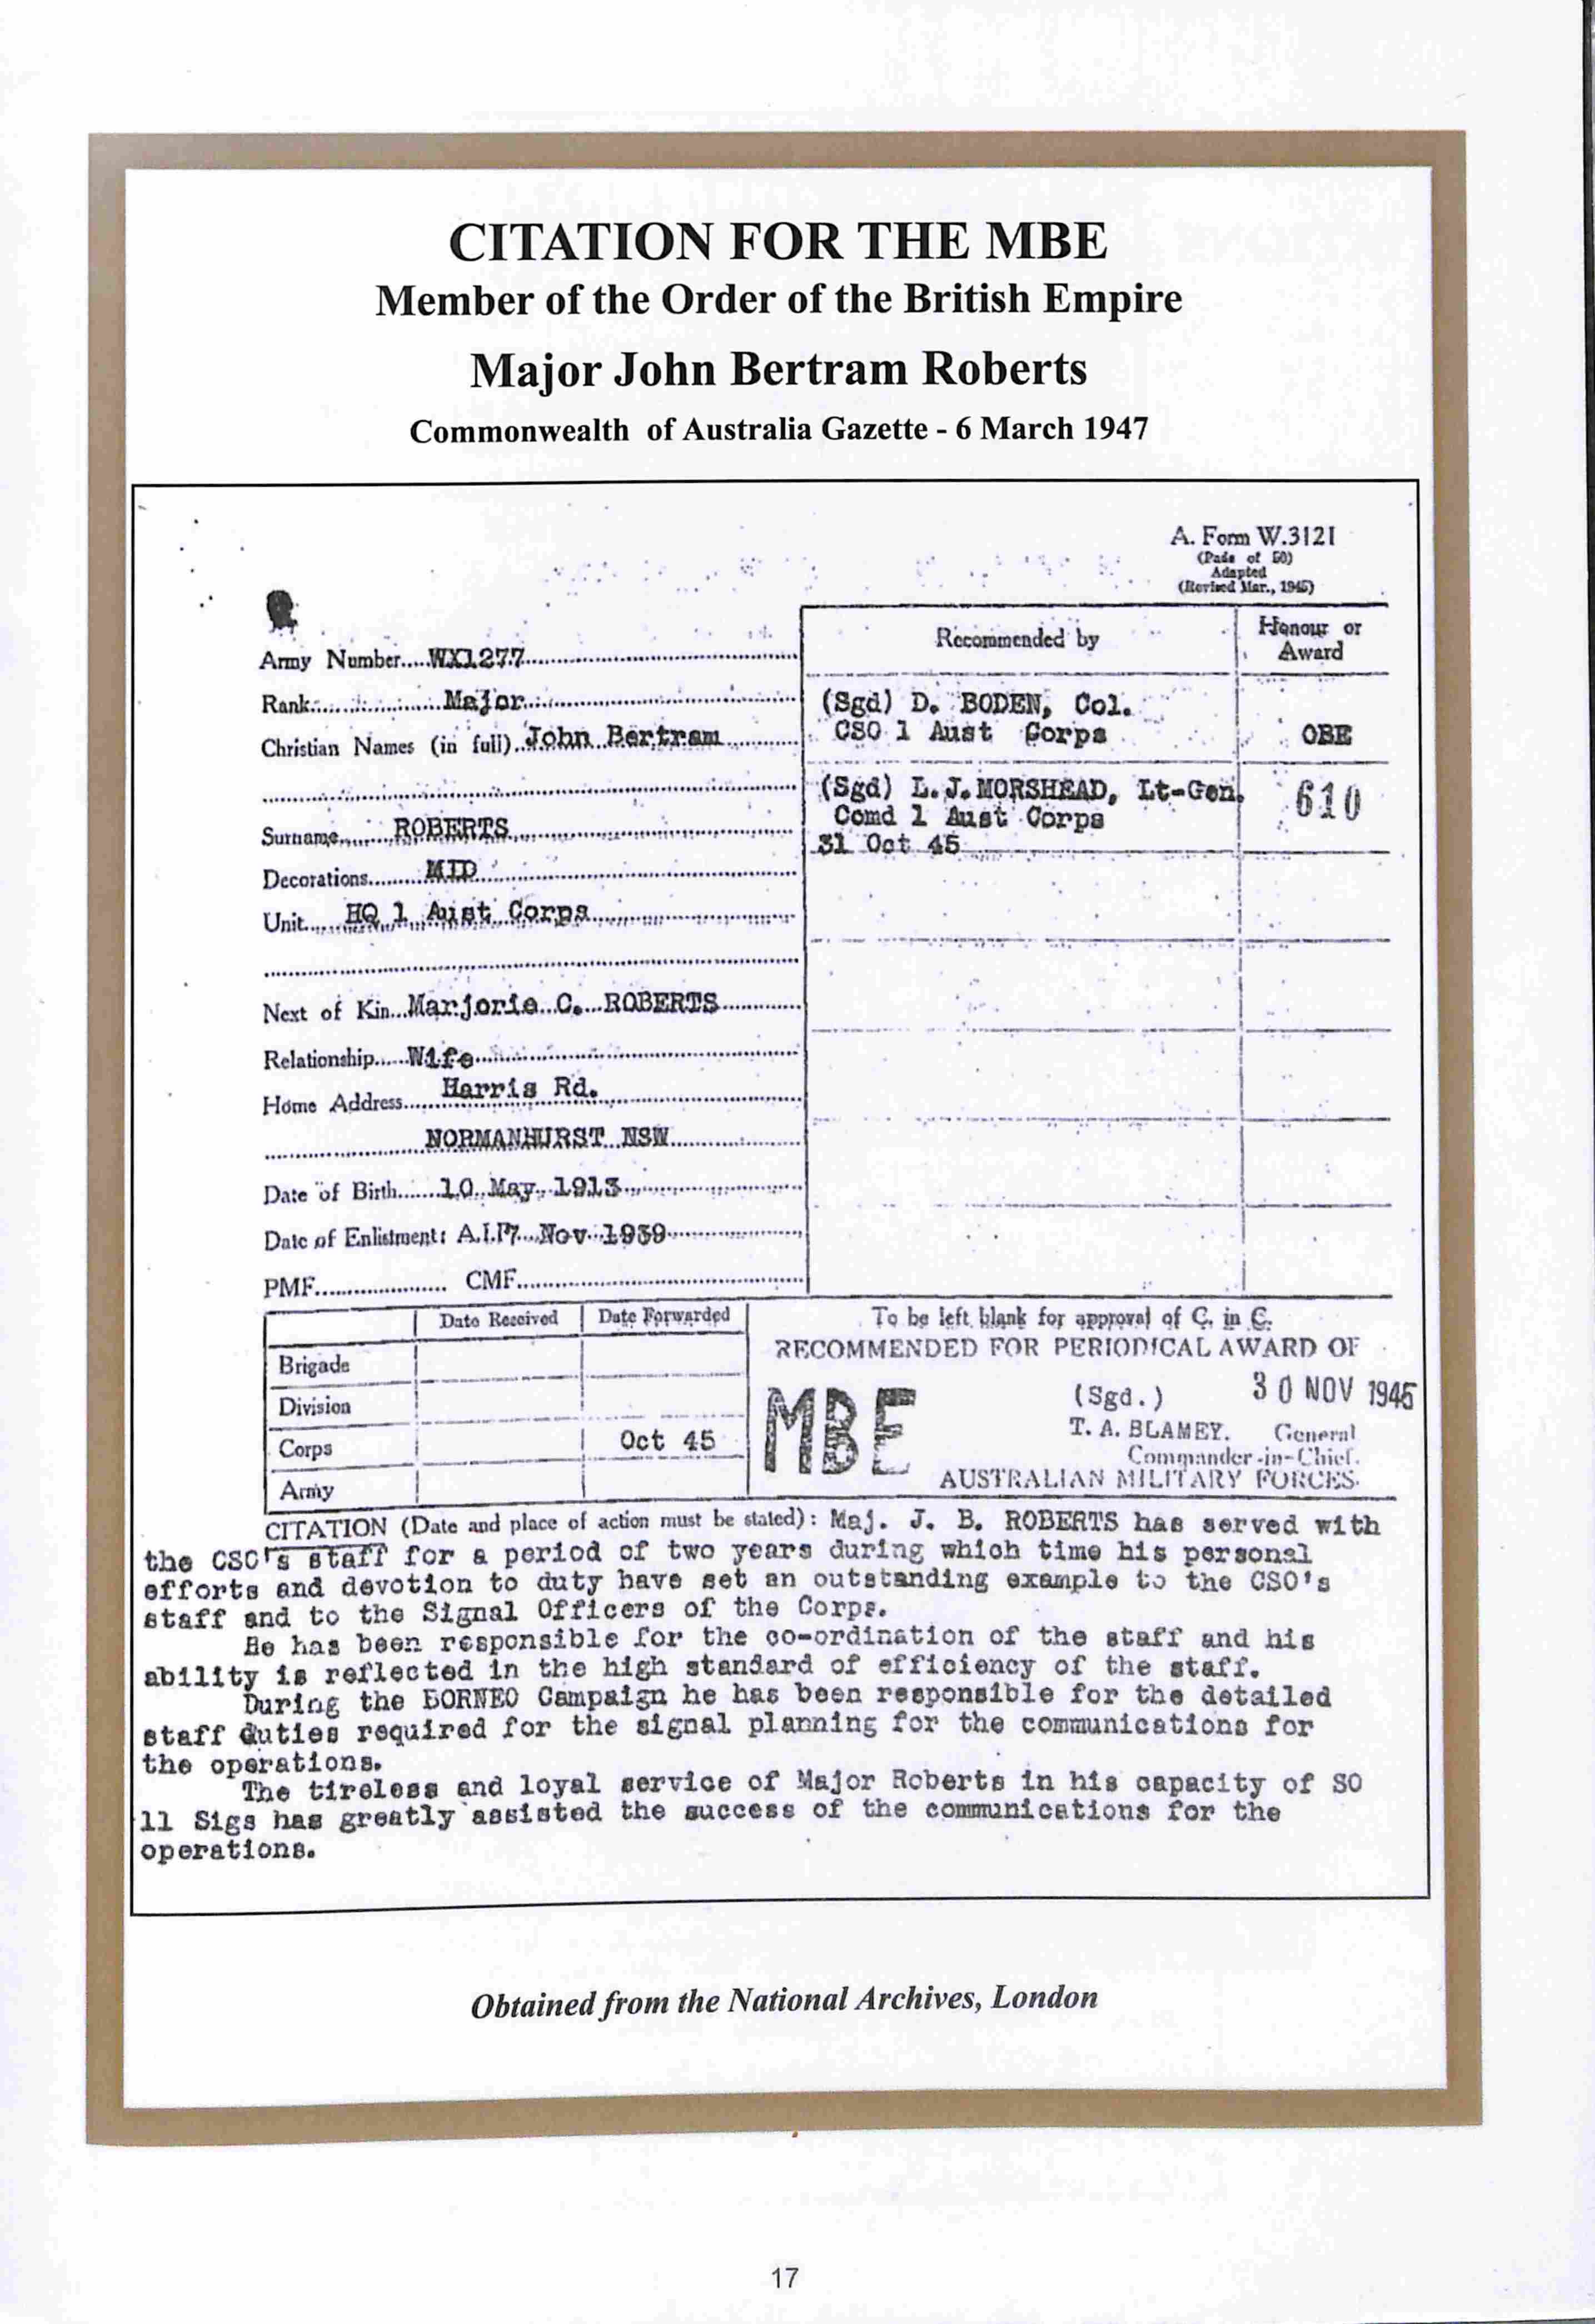 CITATION FOR THE MBE
Member of the Order of the British Empire
Major John Bertram Roberts
Commonwealth of Australia Gazette - 6 March 1947
A. Form W.3121
(Pads of 50)
Adapted
(Revised Mar., 1945)
Army Number.....WX1277
Rank Major
Christian Names (in full) John Bertram
Surname ROBERTS
Decorations MID
Unit HQ 1 Aust Corps
Next of Kin Marjorie C. ROBERTS
Relationship Wife
Home Address Harris Rd.
NORMANHURST NSW
Date of Birth 10 May 1913
Date of Enlistment: A.I.F 7 Nov 1939
PMF CMF
Recommended by
Honour or
Award
(Sgd) D. BODEN, Col.
CSO 1 Aust Corps
OBE
(Sgd) L.J.MORSHEAD, Lt-Gen.
Comd 1 Aust Corps
31 Oct 45
610
Date Received Date Forwarded
Brigade
Division
Corps Oct 45
Army
To be left blank for approval of C. in C.
RECOMMENDED FOR PERIODICAL AWARD OF
MBE
(Sgd.) 30 NOV 1945
T. A. BLAMEY. General
Commander-in-Chief.
AUSTRALIAN MILITARY FORCES.
CITATION (Date and place of action must be stated): Maj. J. B. ROBERTS has served with
the CSO's staff for a period of two years during which time his personal
efforts and devotion to duty have set an outstanding example to the CSO's
staff and to the Signal Officers of the Corps.
He has been responsible for the co-ordination of the staff and his
ability is reflected in the high standard of efficiency of the staff.
During the BORNEO Campaign he has been responsible for the detailed
staff duties required for the signal planning for the communications for
the operations.
The tireless and loyal service of Major Roberts in his capacity of SO
11 Sigs has greatly assisted the success of the communications for the
operations.
Obtained from the National Archives, London
17